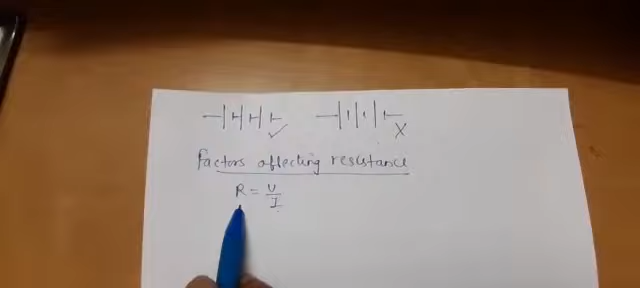 ✓ X
Factors affecting resistance
R = V/I